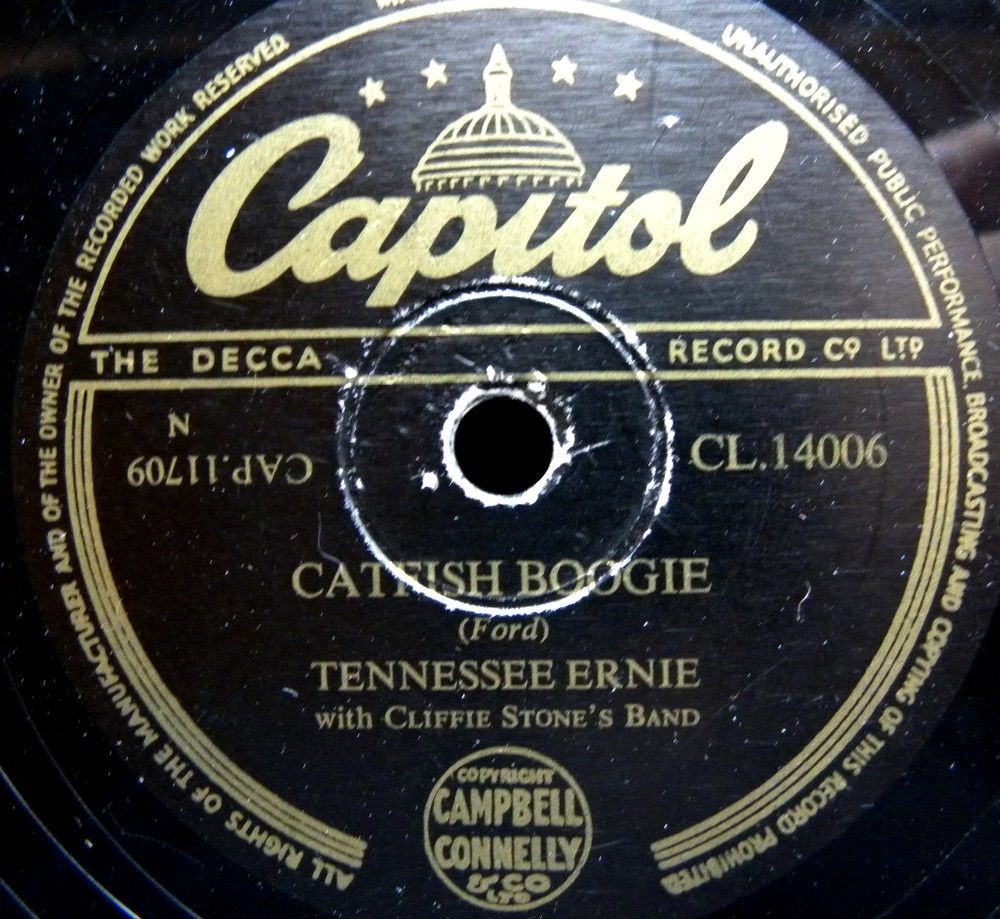 ALL RIGHTS OF THE MANUFACTURER AND OF THE OWNER OF THE RECORDED WORK RESERVED
UNAUTHORISED PUBLIC PERFORMANCE, BROADCASTING AND COPYING OF THIS RECORD PROHIBITED
Capitol
THE DECCA RECORD CO LTD
N
CAP.11709
CL.14006
CATFISH BOOGIE
(Ford)
TENNESSEE ERNIE
with CLIFFIE STONE'S BAND
COPYRIGHT
CAMPBELL
CONNELLY
& CO
LTD